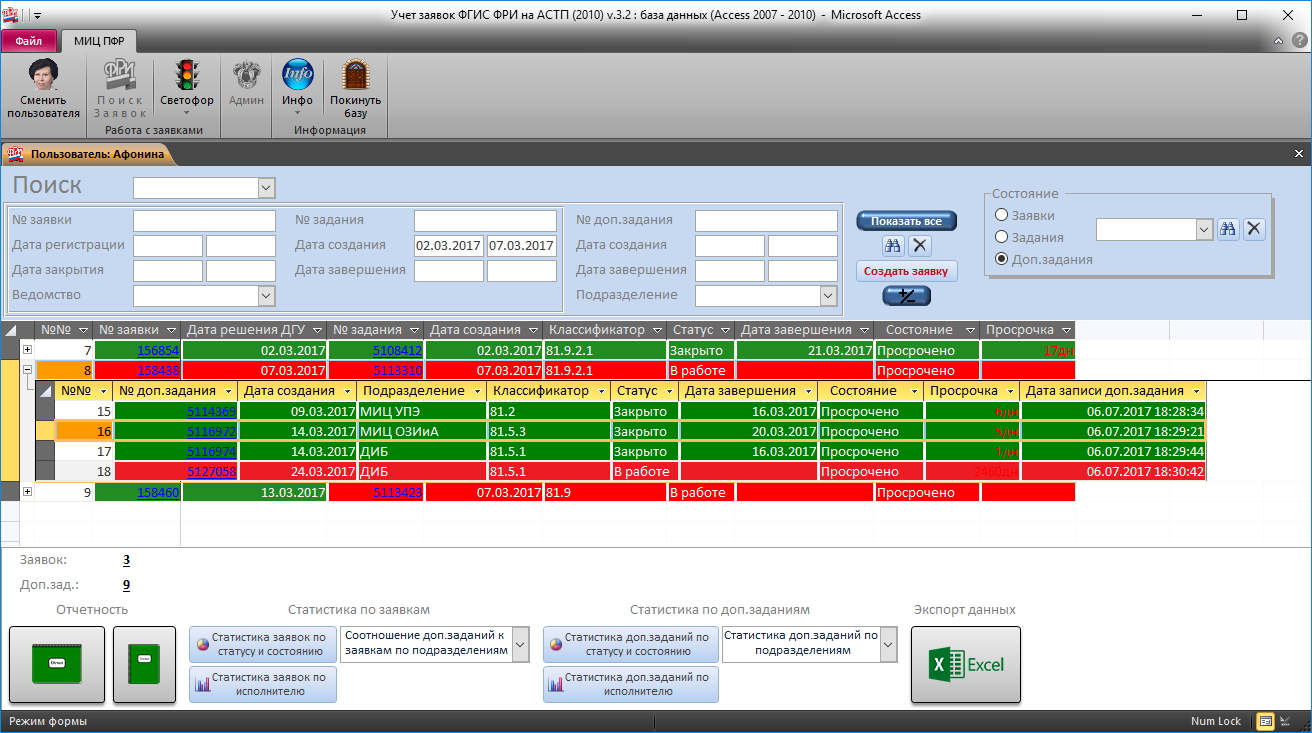 Учет заявок ФГИС ФРИ на АСТП (2010) v.3.2 : база данных (Access 2007 - 2010) - Microsoft Access
Файл МИЦ ПФР
Сменить пользователя
ФРИ
Поиск Заявок
Светофор
Админ
Info
Инфо
Покинуть базу
Работа с заявками
Информация
Пользователь: Афонина
Поиск
№ заявки
№ задания
№ доп.задания
Дата регистрации
Дата создания 02.03.2017 07.03.2017
Дата создания
Дата закрытия
Дата завершения
Дата завершения
Ведомство
Подразделение
Показать все
Создать заявку
+/-
Состояние
Заявки
Задания
Доп.задания
№№ № заявки Дата решения ДГУ № задания Дата создания Классификатор Статус Дата завершения Состояние Просрочка
7 156854 02.03.2017 5108412 02.03.2017 81.9.2.1 Закрыто 21.03.2017 Просрочено 17дн
8 158438 07.03.2017 5113310 07.03.2017 81.9.2.1 В работе Просрочено
№№ № доп.задания Дата создания Подразделение Классификатор Статус Дата завершения Состояние Просрочка Дата записи доп.задания
15 5114369 09.03.2017 МИЦ УПЭ 81.2 Закрыто 16.03.2017 Просрочено 6дн 06.07.2017 18:28:34
16 5116972 14.03.2017 МИЦ ОЗИиА 81.5.3 Закрыто 20.03.2017 Просрочено 5дн 06.07.2017 18:29:21
17 5116974 14.03.2017 ДИБ 81.5.1 Закрыто 16.03.2017 Просрочено 1дн 06.07.2017 18:29:44
18 5127058 24.03.2017 ДИБ 81.5.1 В работе Просрочено 2460дн 06.07.2017 18:30:42
9 158460 13.03.2017 5113423 07.03.2017 81.9 В работе Просрочено
Заявок: 3
Доп.зад.: 9
Отчетность
Статистика по заявкам
Статистика по доп.заданиям
Экспорт данных
Статистика заявок по статусу и состоянию
Соотношение доп.заданий к заявкам по подразделениям
Статистика доп.заданий по статусу и состоянию
Статистика доп.заданий по подразделениям
Excel
Статистика заявок по исполнителю
Статистика доп.заданий по исполнителю
Режим формы
Num Lock